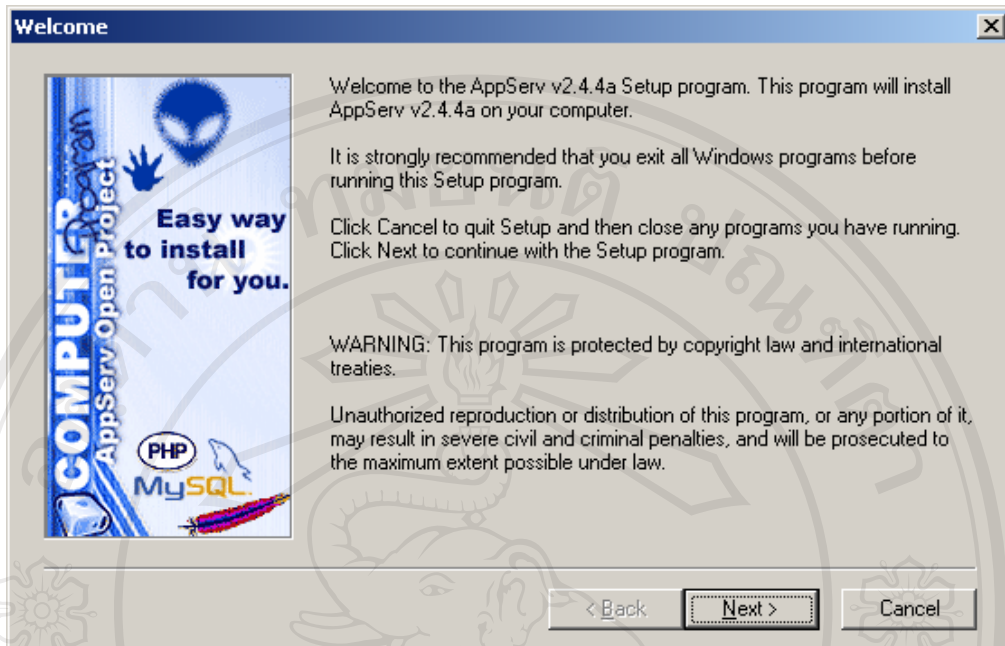 Welcome
COMPUTER
Program
AppServ Open Project
Easy way
to install
for you.
PHP
MySQL
Welcome to the AppServ v2.4.4a Setup program. This program will install
AppServ v2.4.4a on your computer.
It is strongly recommended that you exit all Windows programs before
running this Setup program.
Click Cancel to quit Setup and then close any programs you have running.
Click Next to continue with the Setup program.
WARNING: This program is protected by copyright law and international
treaties.
Unauthorized reproduction or distribution of this program, or any portion of it,
may result in severe civil and criminal penalties, and will be prosecuted to
the maximum extent possible under law.
< Back
Next >
Cancel